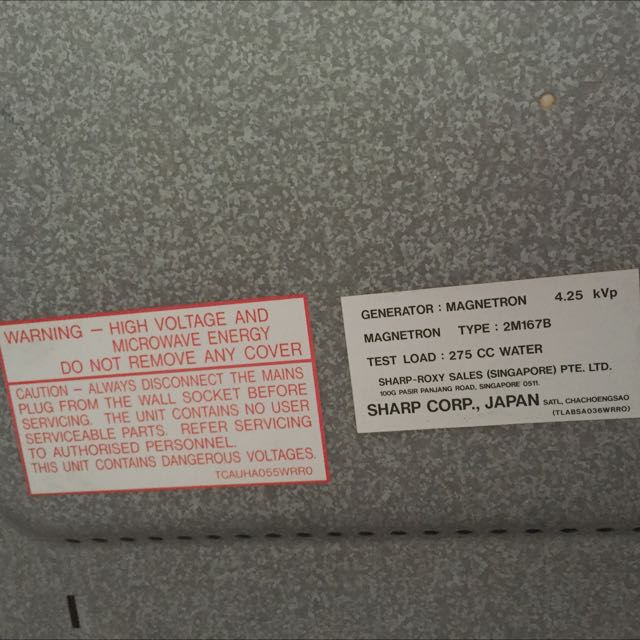 WARNING – HIGH VOLTAGE AND
MICROWAVE ENERGY
DO NOT REMOVE ANY COVER
CAUTION – ALWAYS DISCONNECT THE MAINS
PLUG FROM THE WALL SOCKET BEFORE
SERVICING. THE UNIT CONTAINS NO USER
SERVICEABLE PARTS. REFER SERVICING
TO AUTHORISED PERSONNEL.
THIS UNIT CONTAINS DANGEROUS VOLTAGES.
TCAUHA055WRR0
GENERATOR : MAGNETRON 4.25 kVp
MAGNETRON TYPE : 2M167B
TEST LOAD : 275 CC WATER
SHARP-ROXY SALES (SINGAPORE) PTE. LTD.
100G PASIR PANJANG ROAD, SINGAPORE 0511.
SHARP CORP., JAPAN SATL, CHACHOENGSAO
(TLABSA036WRR0)